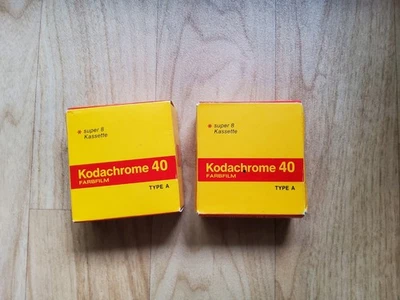 super 8
Kassette
Kodachrome 40
FARBFILM
TYPE A
super 8
Kassette
Kodachrome 40
FARBFILM
TYPE A